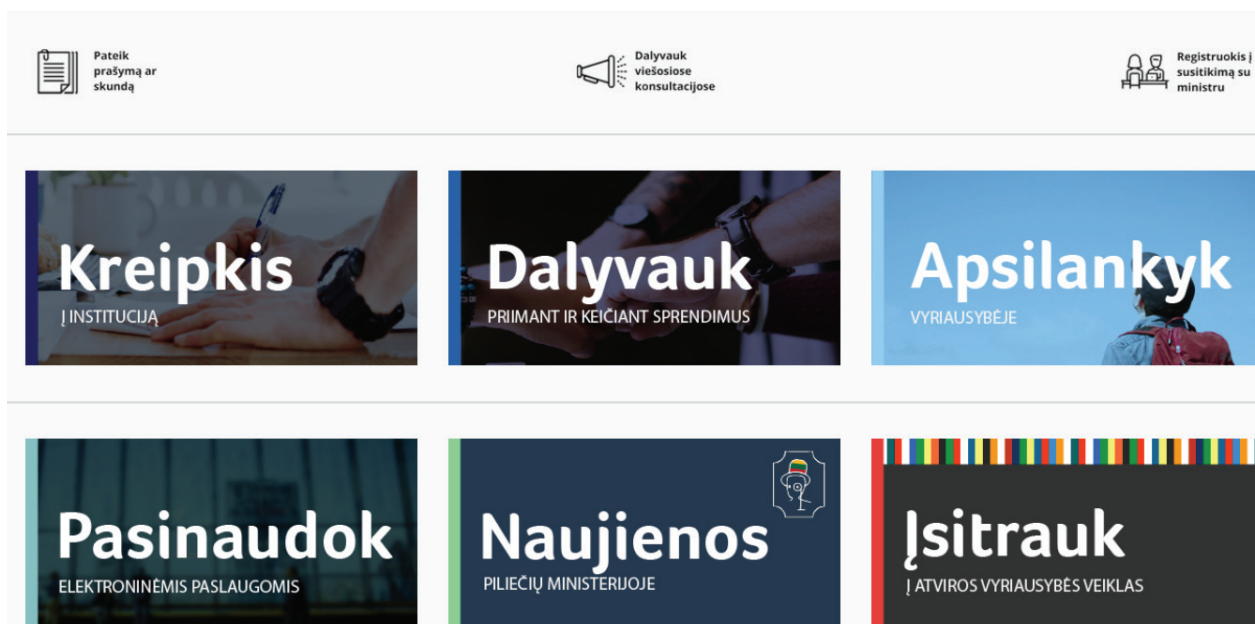 Pateik
prašymą ar
skundą
Dalyvauk
viešosiose
konsultacijose
Registruokis į
susitikimą su
ministru
Kreipkis
Į INSTITUCIJĄ
Dalyvauk
PRIIMANT IR KEIČIANT SPRENDIMUS
Apsilankyk
VYRIAUSYBĖJE
Pasinaudok
ELEKTRONINĖMIS PASLAUGOMIS
Naujienos
PILIEČIŲ MINISTERIJOJE
Įsitrauk
Į ATVIROS VYRIAUSYBĖS VEIKLAS